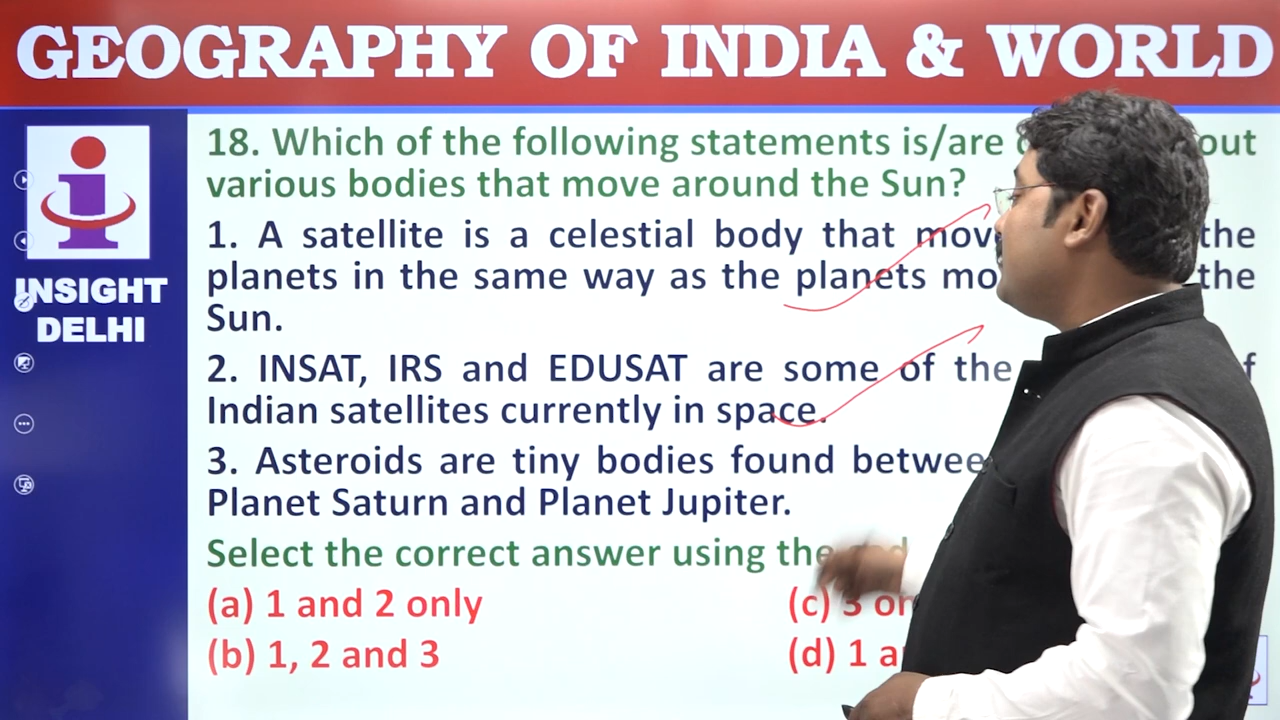 GEOGRAPHY OF INDIA & WORLD
INSIGHT
DELHI
18. Which of the following statements is/are
out
various bodies that move around the Sun?
1. A satellite is a celestial body that
the
planets in the same way as the planets
the
Sun.
2. INSAT, IRS and EDUSAT are some of the
Indian satellites currently in space.
3. Asteroids are tiny bodies found
Planet Saturn and Planet Jupiter.
Select the correct answer using the
(a) 1 and 2 only
(c) 3
(b) 1, 2 and 3
(d) 1